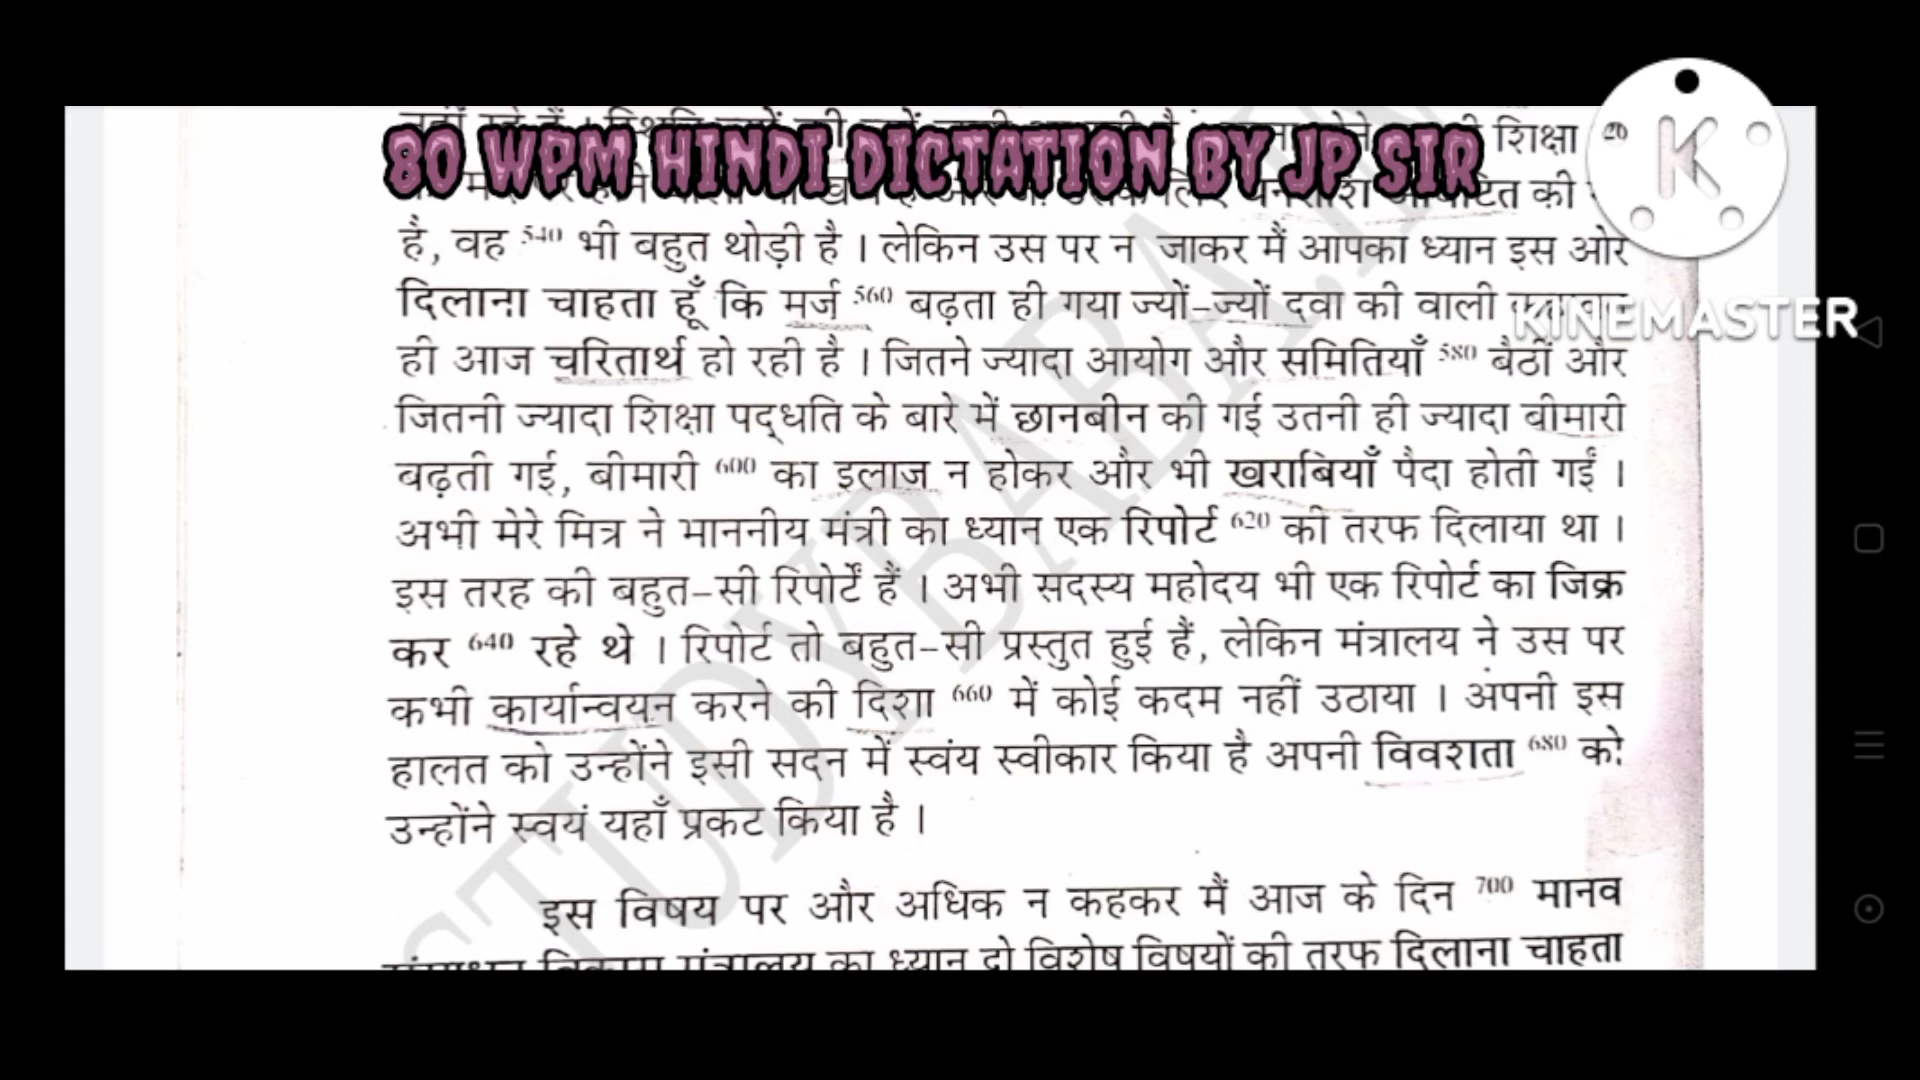 80 WPM HINDI DICTATION BY JP SIR
शिक्षा
की
है, वह 540 भी वहुत थोड़ी है । लेकिन उस पर न जाकर मैं आपका ध्यान इस ओर
दिलाना चाहता हूँ कि मर्ज 560 बढ़ता ही गया ज्यों-ज्यों दवा की वाली
KINEMASTER
ही आज चरितार्थ हो रही है । जितने ज्यादा आयोग और समितियाँ 580 बैठीं और
जितनी ज्यादा शिक्षा पद्धति के बारे में छानबीन की गई उतनी ही ज्यादा बीमारी
बढ़ती गई, बीमारी 600 का इलाज न होकर और भी खराबियाँ पैदा होती गईं ।
अभी मेरे मित्र ने माननीय मंत्री का ध्यान एक रिपोर्ट 620 की तरफ दिलाया था ।
इस तरह की बहुत-सी रिपोर्टें हैं । अभी सदस्य महोदय भी एक रिपोर्ट का जिक्र
कर 640 रहे थे । रिपोर्ट तो बहुत-सी प्रस्तुत हुई हैं, लेकिन मंत्रालय ने उस पर
कभी कार्यान्वयन करने की दिशा 660 में कोई कदम नहीं उठाया । अपनी इस
हालत को उन्होंने इसी सदन में स्वंय स्वीकार किया है अपनी विवशता 680 को
उन्होंने स्वयं यहाँ प्रकट किया है ।
इस विषय पर और अधिक न कहकर मैं आज के दिन 700 मानव
मंत्रालय का ध्यान दो विशेष विषयों की तरफ दिलाना चाहता
STUDYBABA